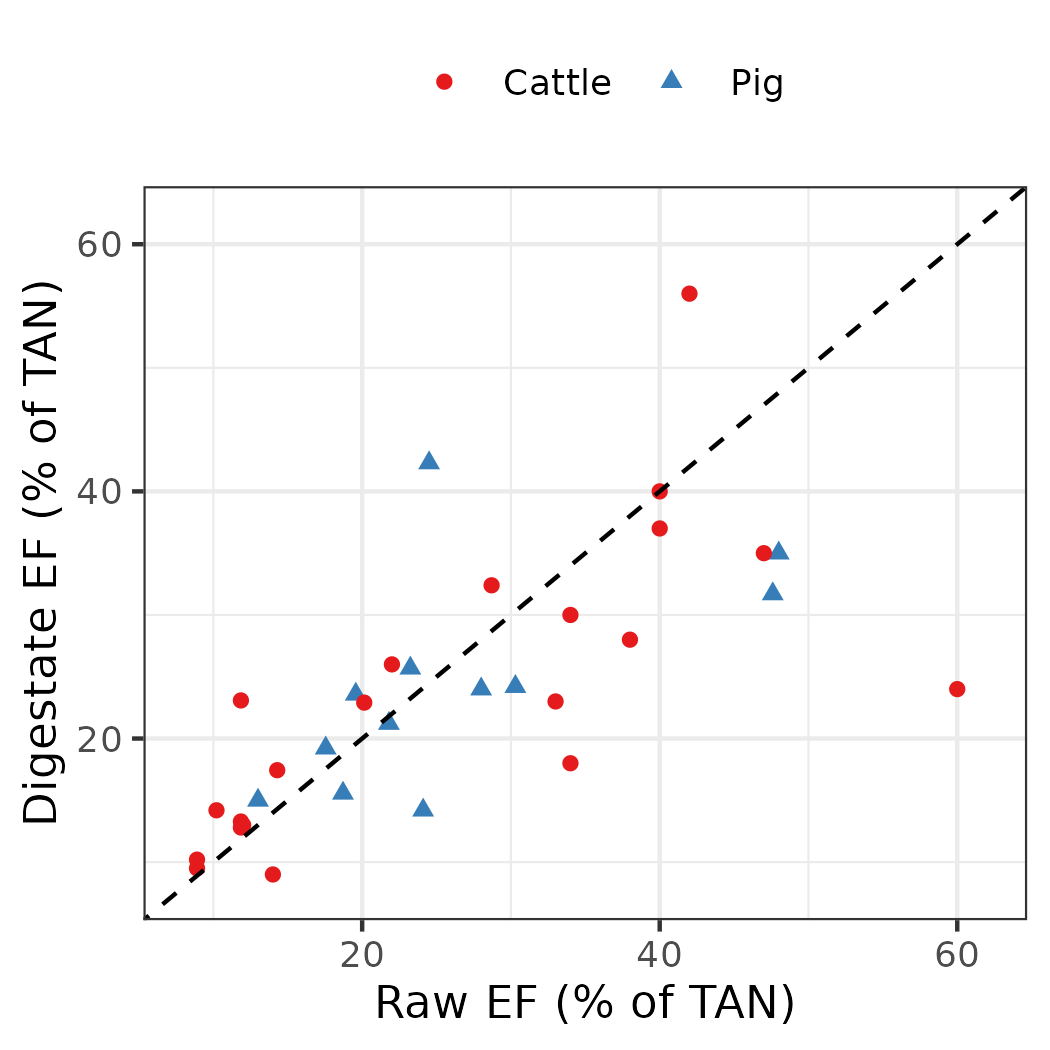 Cattle Pig
60
40
20
Digestate EF (% of TAN)
20 40 60
Raw EF (% of TAN)